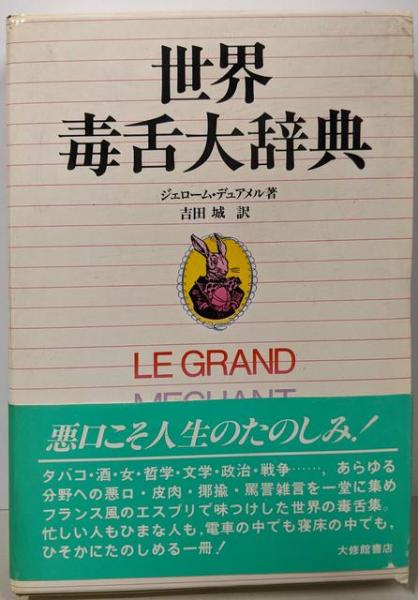 世界
毒舌大辞典
ジェローム・デュアメル著
吉田 城 訳
LE GRAND
MECHANT
悪口こそ人生のたのしみ!
タバコ・酒・女・哲学・文学・政治・戦争……，あらゆる
分野への悪口・皮肉・揶揄・罵詈雑言を一堂に集め
フランス風のエスプリで味つけした世界の毒舌集。
忙しい人もひまな人も，電車の中でも寝床の中でも，
ひそかにたのしめる一冊!
大修館書店